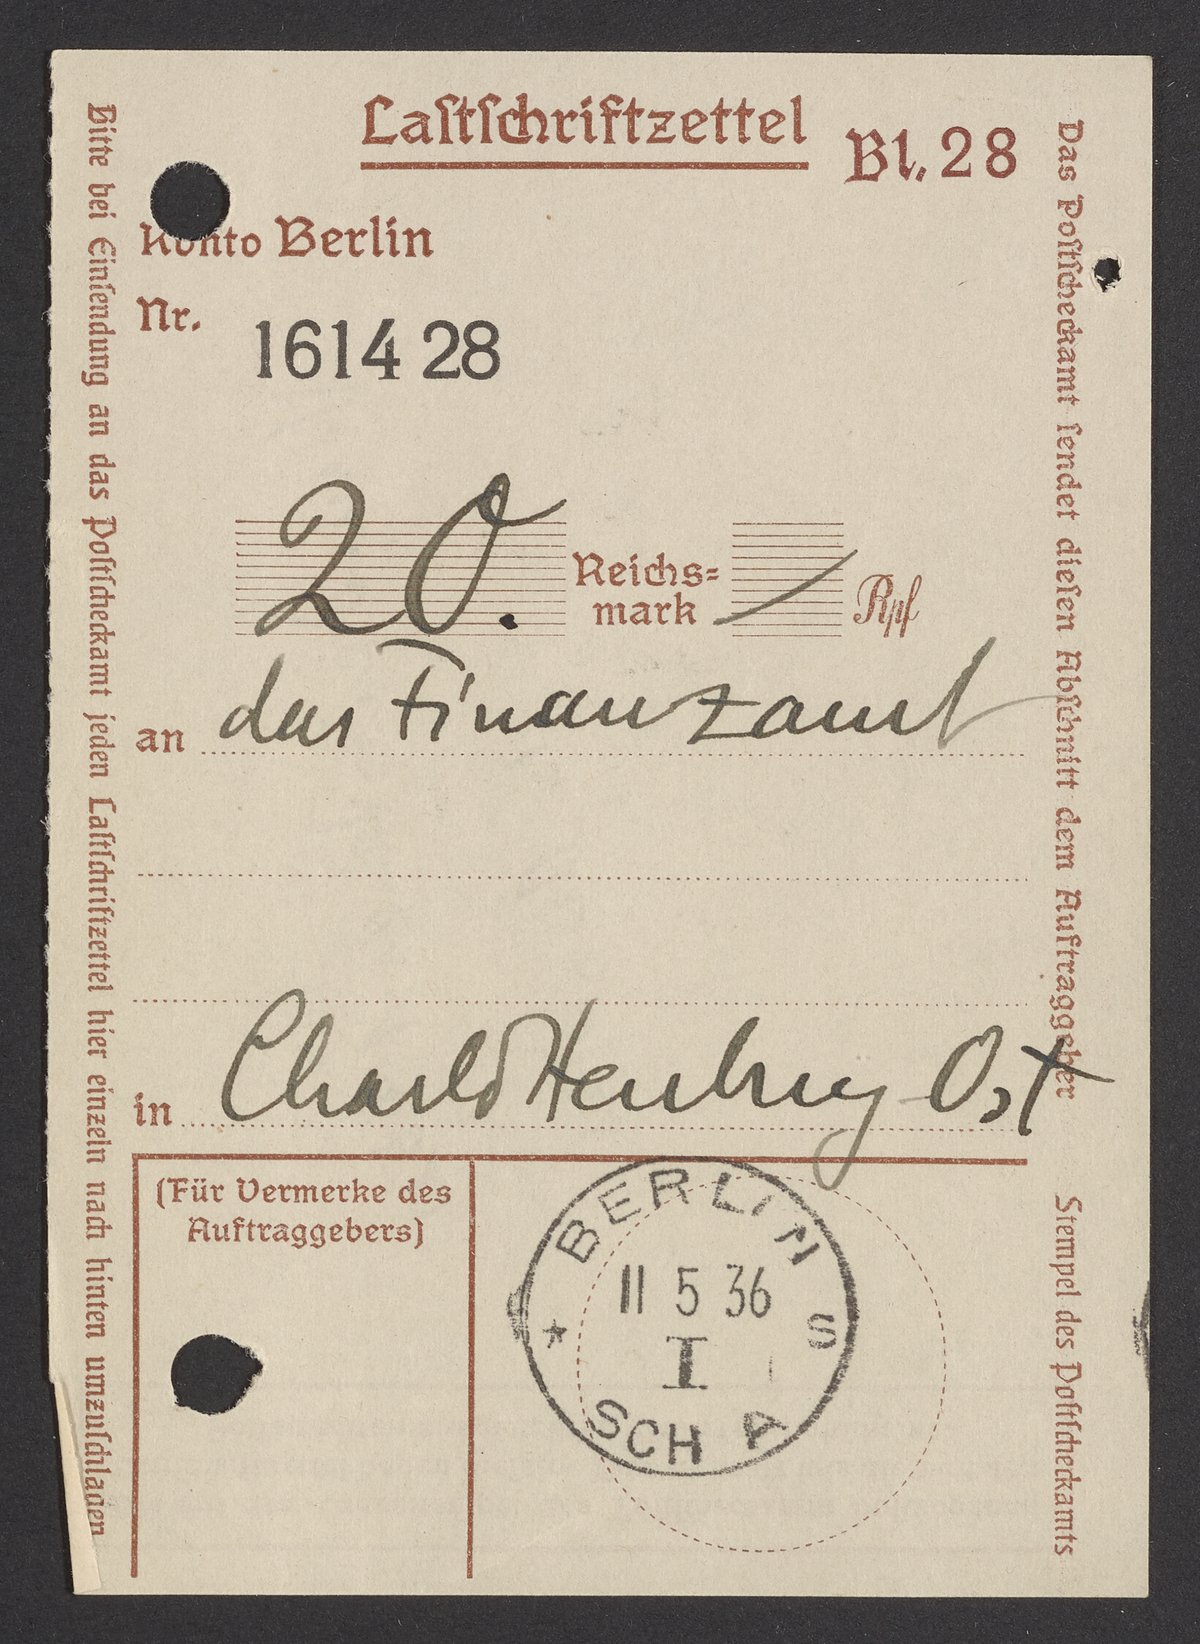 Laſtſchriftzettel
Bl. 28
Konto Berlin
Nr. 1614 28
20. Reichs=
mark / Rpf
an das Finanzamt
in Charlottenburg-Ost
(Für Vermerke des
Auftraggebers)
BERLIN
11 5 36
* I s
SCH A
Bitte bei Einſendung an das Poſtſcheckamt jeden Laſtſchriftzettel hier einzeln nach hinten umzuſchlagen
Das Poſtſcheckamt ſendet dieſen Abſchnitt dem Auftraggeber
Stempel des Poſtſcheckamts